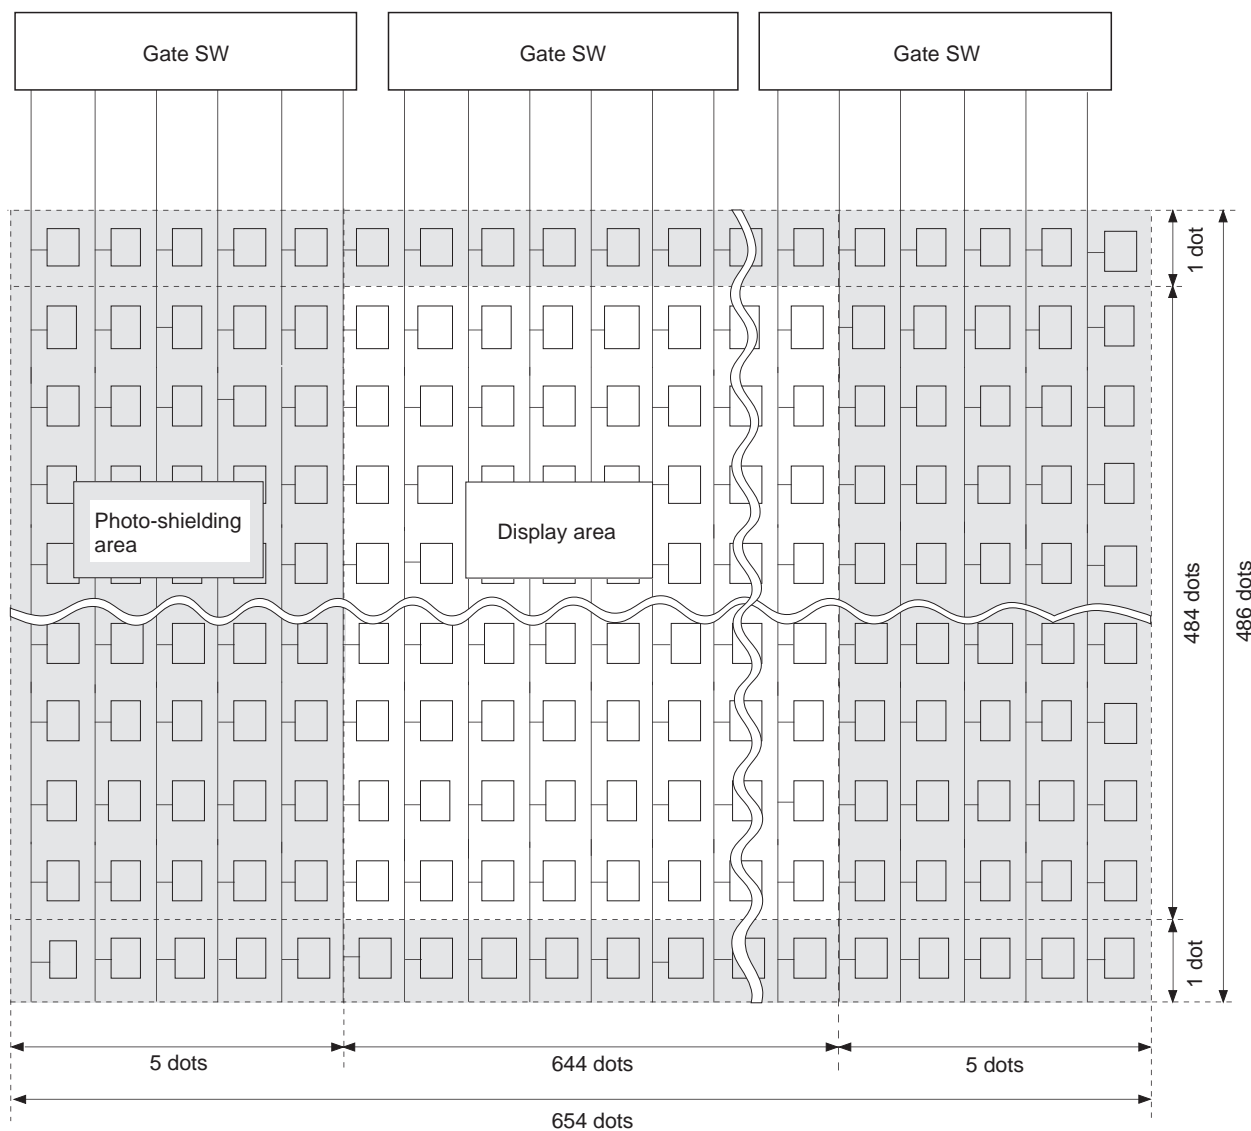 Gate SW
Gate SW
Gate SW
1 dot
Photo-shielding
area
Display area
484 dots
486 dots
1 dot
5 dots
644 dots
5 dots
654 dots